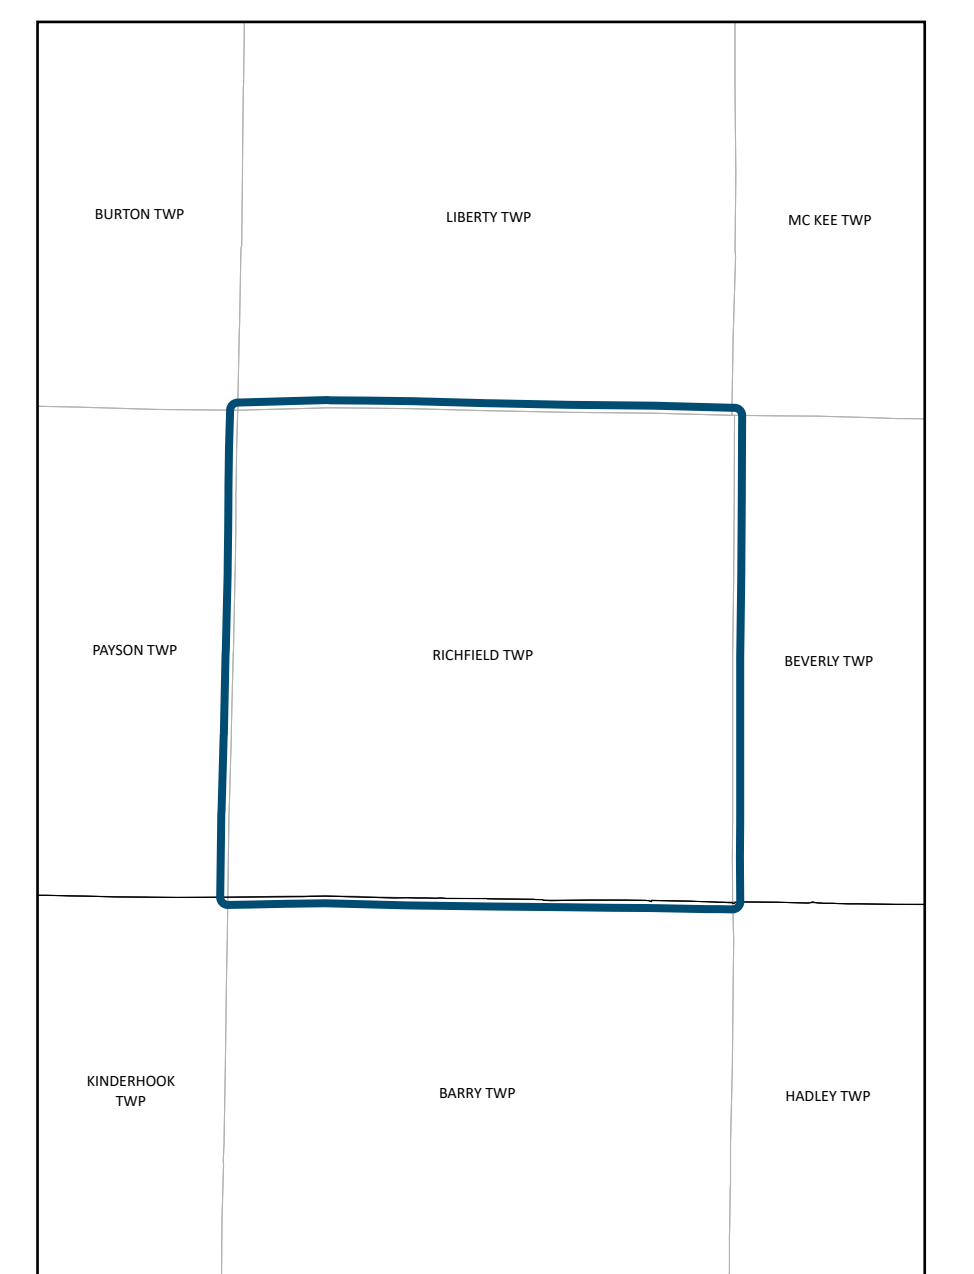 BURTON TWP
LIBERTY TWP
MC KEE TWP
PAYSON TWP
RICHFIELD TWP
BEVERLY TWP
KINDERHOOK
TWP
BARRY TWP
HADLEY TWP